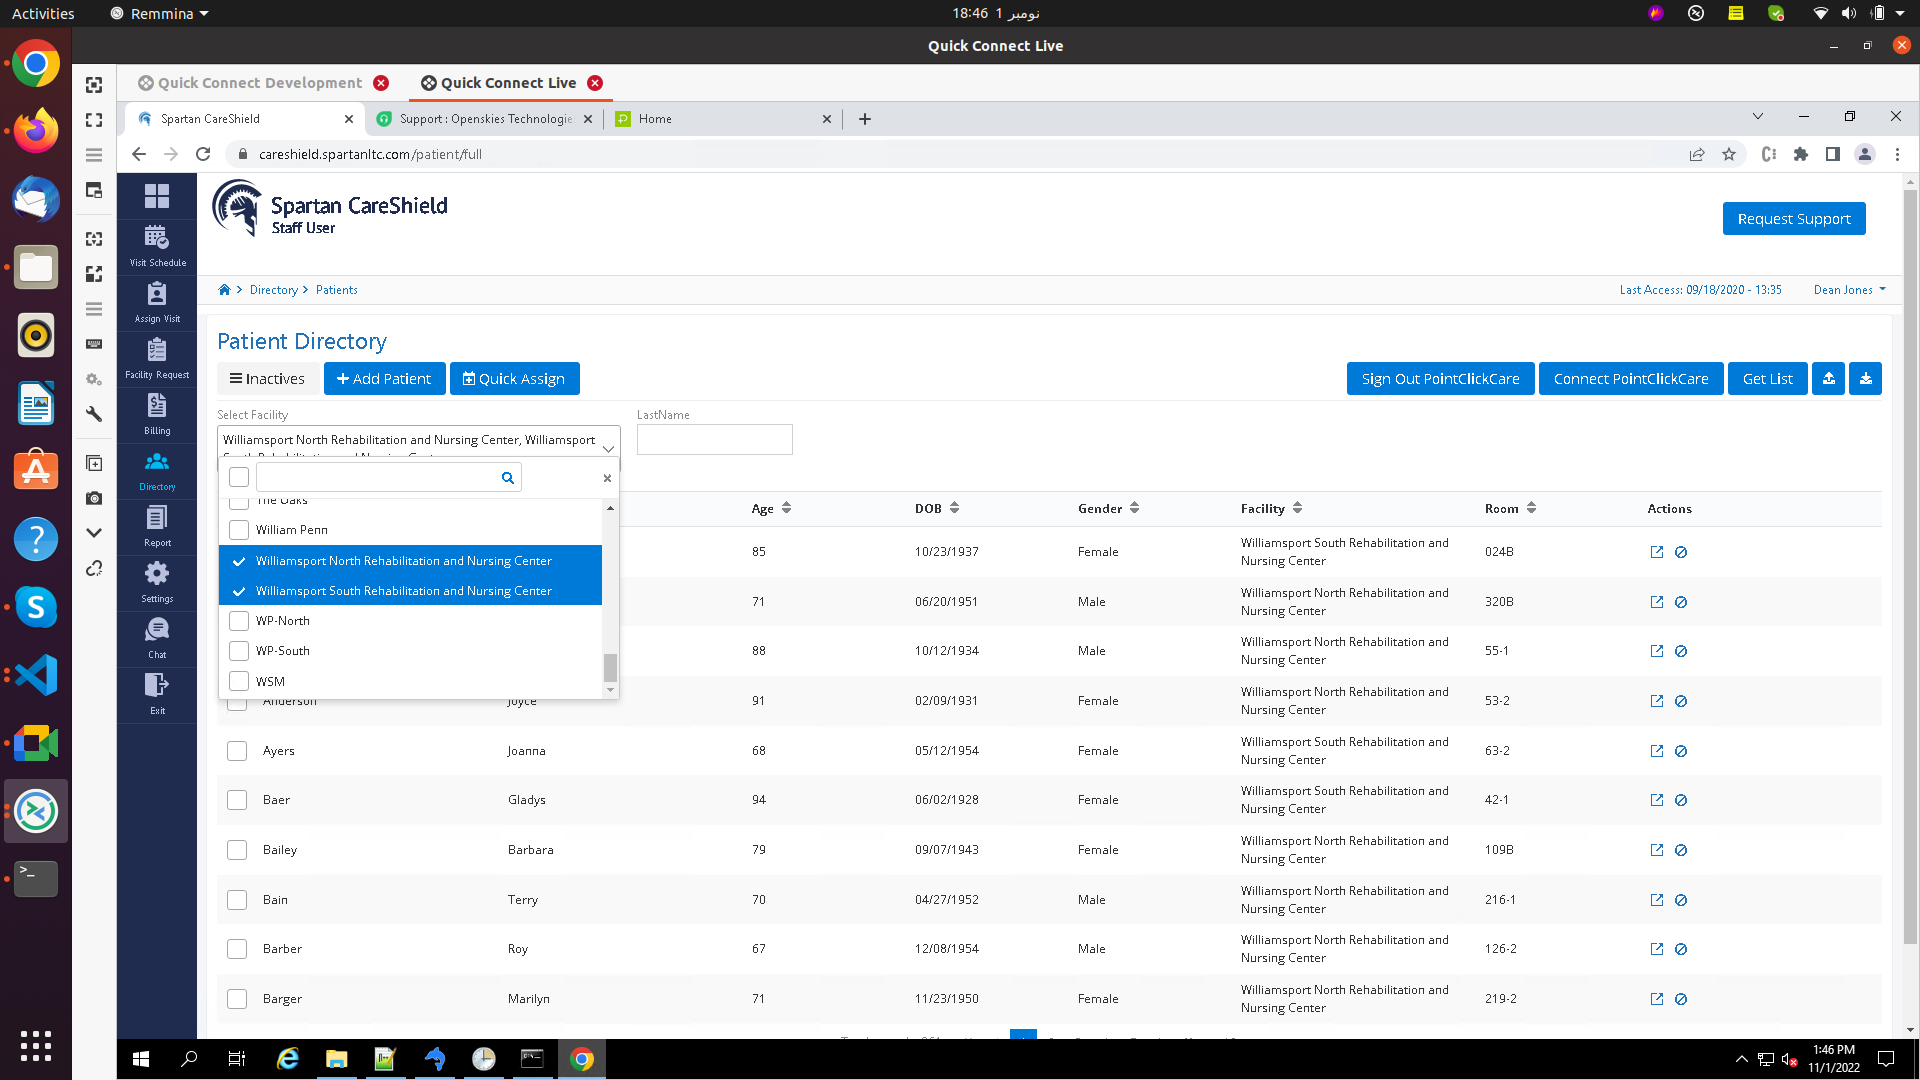 Activities
Remmina
18:46  1 نومبر
Quick Connect Live
Quick Connect Development
Quick Connect Live
Spartan CareShield
Support : Openskies Technologie
Home
careshield.spartanltc.com/patient/full
Spartan CareShield
Staff User
Request Support
Visit Schedule
Assign Visit
Facility Request
Billing
Directory
Report
Settings
Chat
Exit
Directory
Patients
Last Access: 09/18/2020 - 13:35
Dean Jones
Patient Directory
Inactives
Add Patient
Quick Assign
Sign Out PointClickCare
Connect PointClickCare
Get List
Select Facility
LastName
Williamsport North Rehabilitation and Nursing Center, Williamsport
The Oaks
William Penn
Williamsport North Rehabilitation and Nursing Center
Williamsport South Rehabilitation and Nursing Center
WP-North
WP-South
WSM
Age DOB Gender Facility Room Actions
85 10/23/1937 Female Williamsport South Rehabilitation and
Nursing Center 024B
71 06/20/1951 Male Williamsport North Rehabilitation and
Nursing Center 320B
88 10/12/1934 Male Williamsport North Rehabilitation and
Nursing Center 55-1
Anderson Joyce 91 02/09/1931 Female Williamsport North Rehabilitation and
Nursing Center 53-2
Ayers Joanna 68 05/12/1954 Female Williamsport South Rehabilitation and
Nursing Center 63-2
Baer Gladys 94 06/02/1928 Female Williamsport South Rehabilitation and
Nursing Center 42-1
Bailey Barbara 79 09/07/1943 Female Williamsport North Rehabilitation and
Nursing Center 109B
Bain Terry 70 04/27/1952 Male Williamsport North Rehabilitation and
Nursing Center 216-1
Barber Roy 67 12/08/1954 Male Williamsport North Rehabilitation and
Nursing Center 126-2
Barger Marilyn 71 11/23/1950 Female Williamsport North Rehabilitation and
Nursing Center 219-2
1:46 PM
11/1/2022